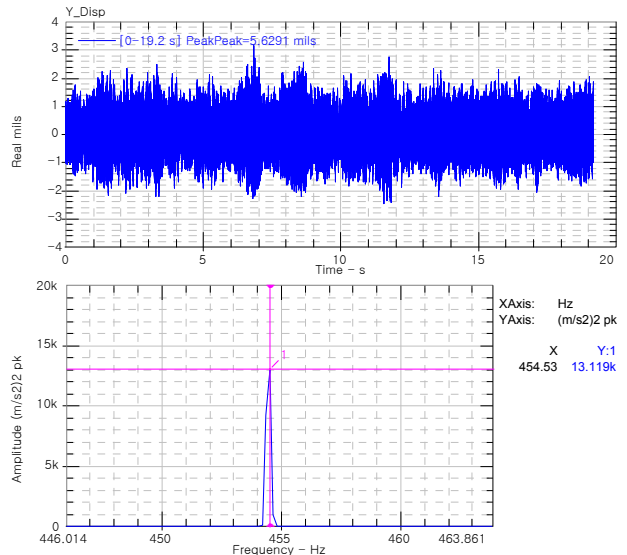 Y_Disp
4
[0-19.2 s] PeakPeak=5.6291 mils
3
2
1
0
-1
-2
-3
-4
Real mils
0 5 10 15 20
Time - s
20k
15k
10k
5k
0
Amplitude (m/s2)2 pk
1
446.014 450 455 460 463.861
Frequency - Hz
XAxis: Hz
YAxis: (m/s2)2 pk
X Y:1
454.53 13.119k